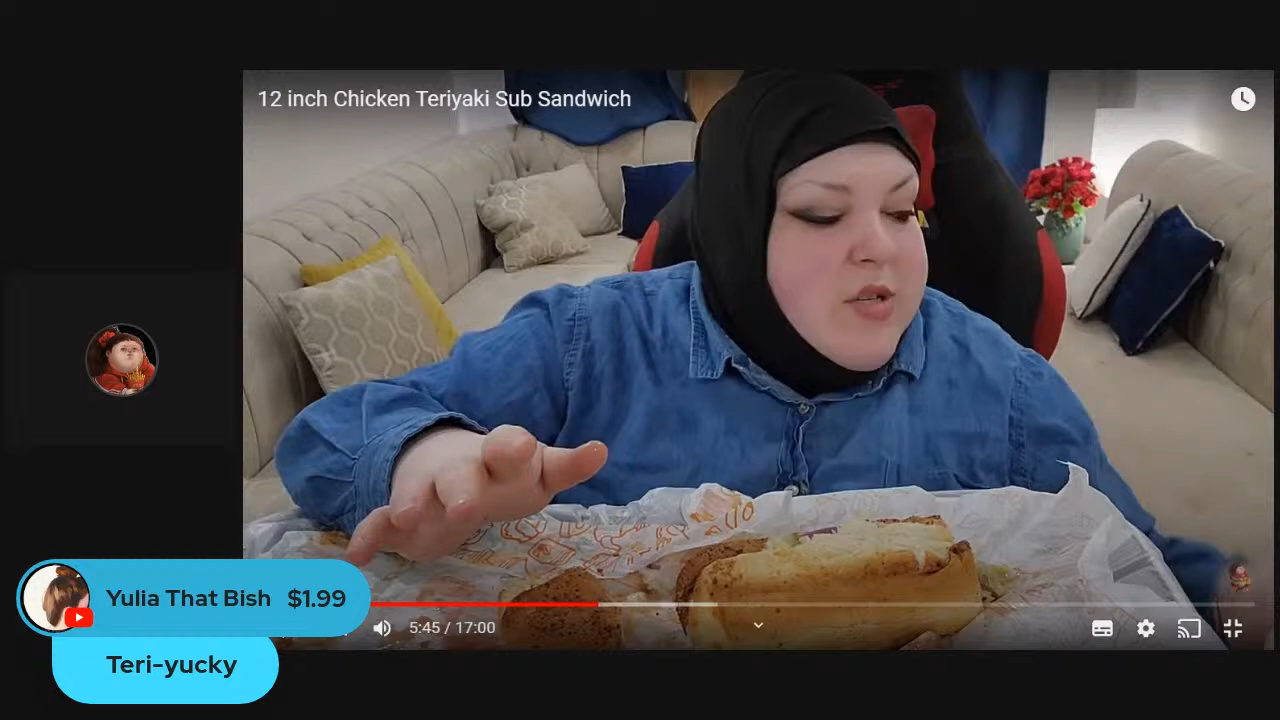 12 inch Chicken Teriyaki Sub Sandwich
Yulia That Bish $1.99
5:45 / 17:00
Teri-yucky